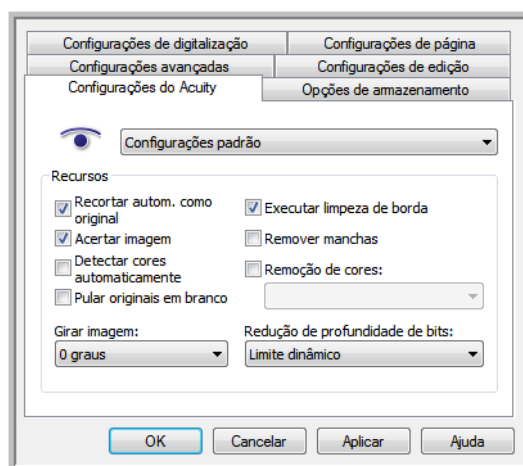 Configurações de digitalização
Configurações de página
Configurações avançadas
Configurações de edição
Configurações do Acuity
Opções de armazenamento
Configurações padrão
Recursos
Recortar autom. como
original
Executar limpeza de borda
Acertar imagem
Remover manchas
Detectar cores
automaticamente
Remoção de cores:
Pular originais em branco
Girar imagem:
Redução de profundidade de bits:
0 graus
Limite dinâmico
OK
Cancelar
Aplicar
Ajuda